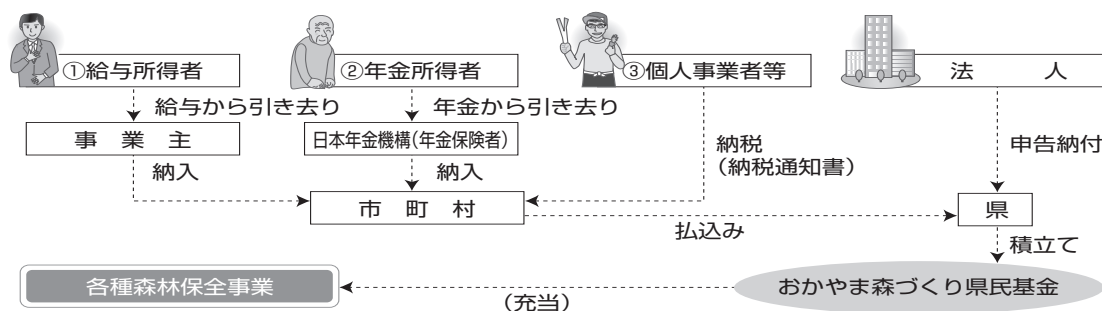 ①給与所得者
②年金所得者
③個人事業者等
法人
給与から引き去り
年金から引き去り
事業主
日本年金機構(年金保険者)
納税
(納税通知書)
申告納付
納入
納入
市町村
県
払込み
積立て
各種森林保全事業
(充当)
おかやま森づくり県民基金